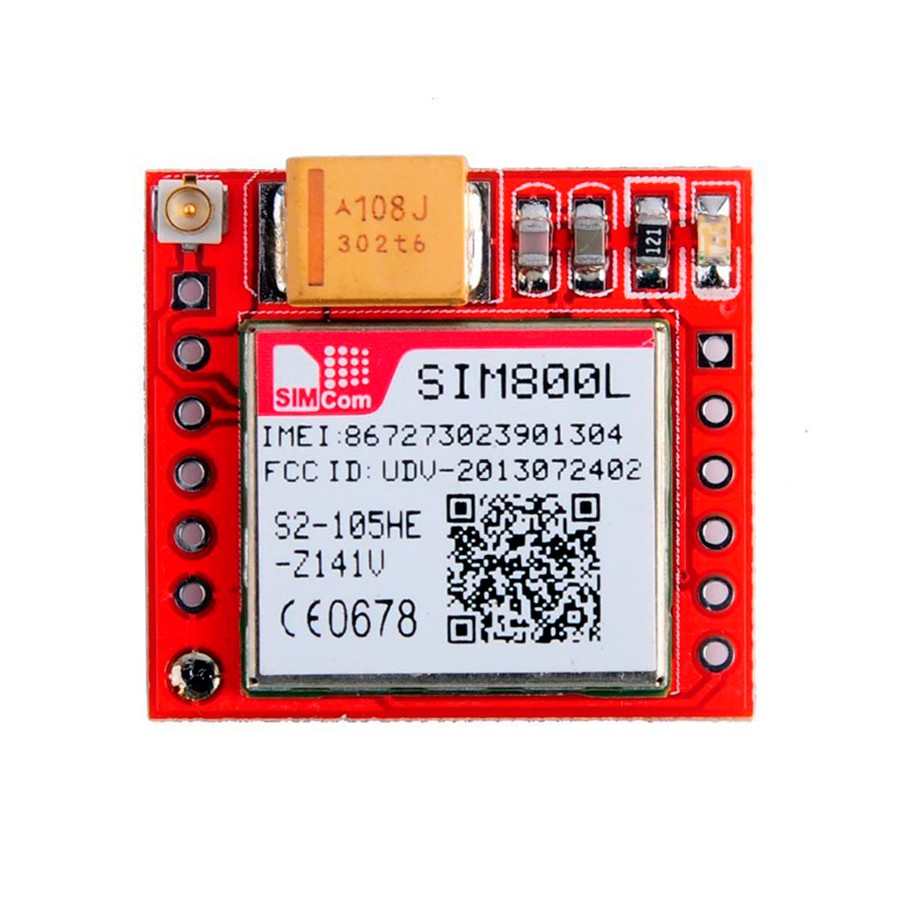 A108J
302t6
121
SIMCom
SIM800L
IMEI:867273023901304
FCC ID: UDV-2013072402
S2-105HE
-Z141V
CE0678